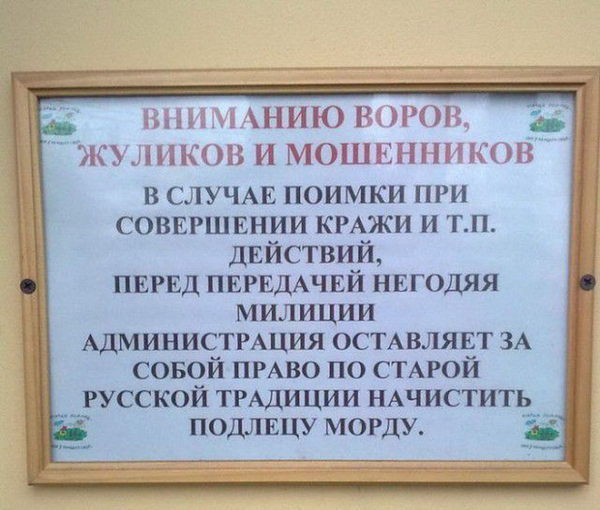 ВНИМАНИЮ ВОРОВ,
ЖУЛИКОВ И МОШЕННИКОВ
В СЛУЧАЕ ПОИМКИ ПРИ
СОВЕРШЕНИИ КРАЖИ И Т.П.
ДЕЙСТВИЙ,
ПЕРЕД ПЕРЕДАЧЕЙ НЕГОДЯЯ
МИЛИЦИИ
АДМИНИСТРАЦИЯ ОСТАВЛЯЕТ ЗА
СОБОЙ ПРАВО ПО СТАРОЙ
РУССКОЙ ТРАДИЦИИ НАЧИСТИТЬ
ПОДЛЕЦУ МОРДУ.